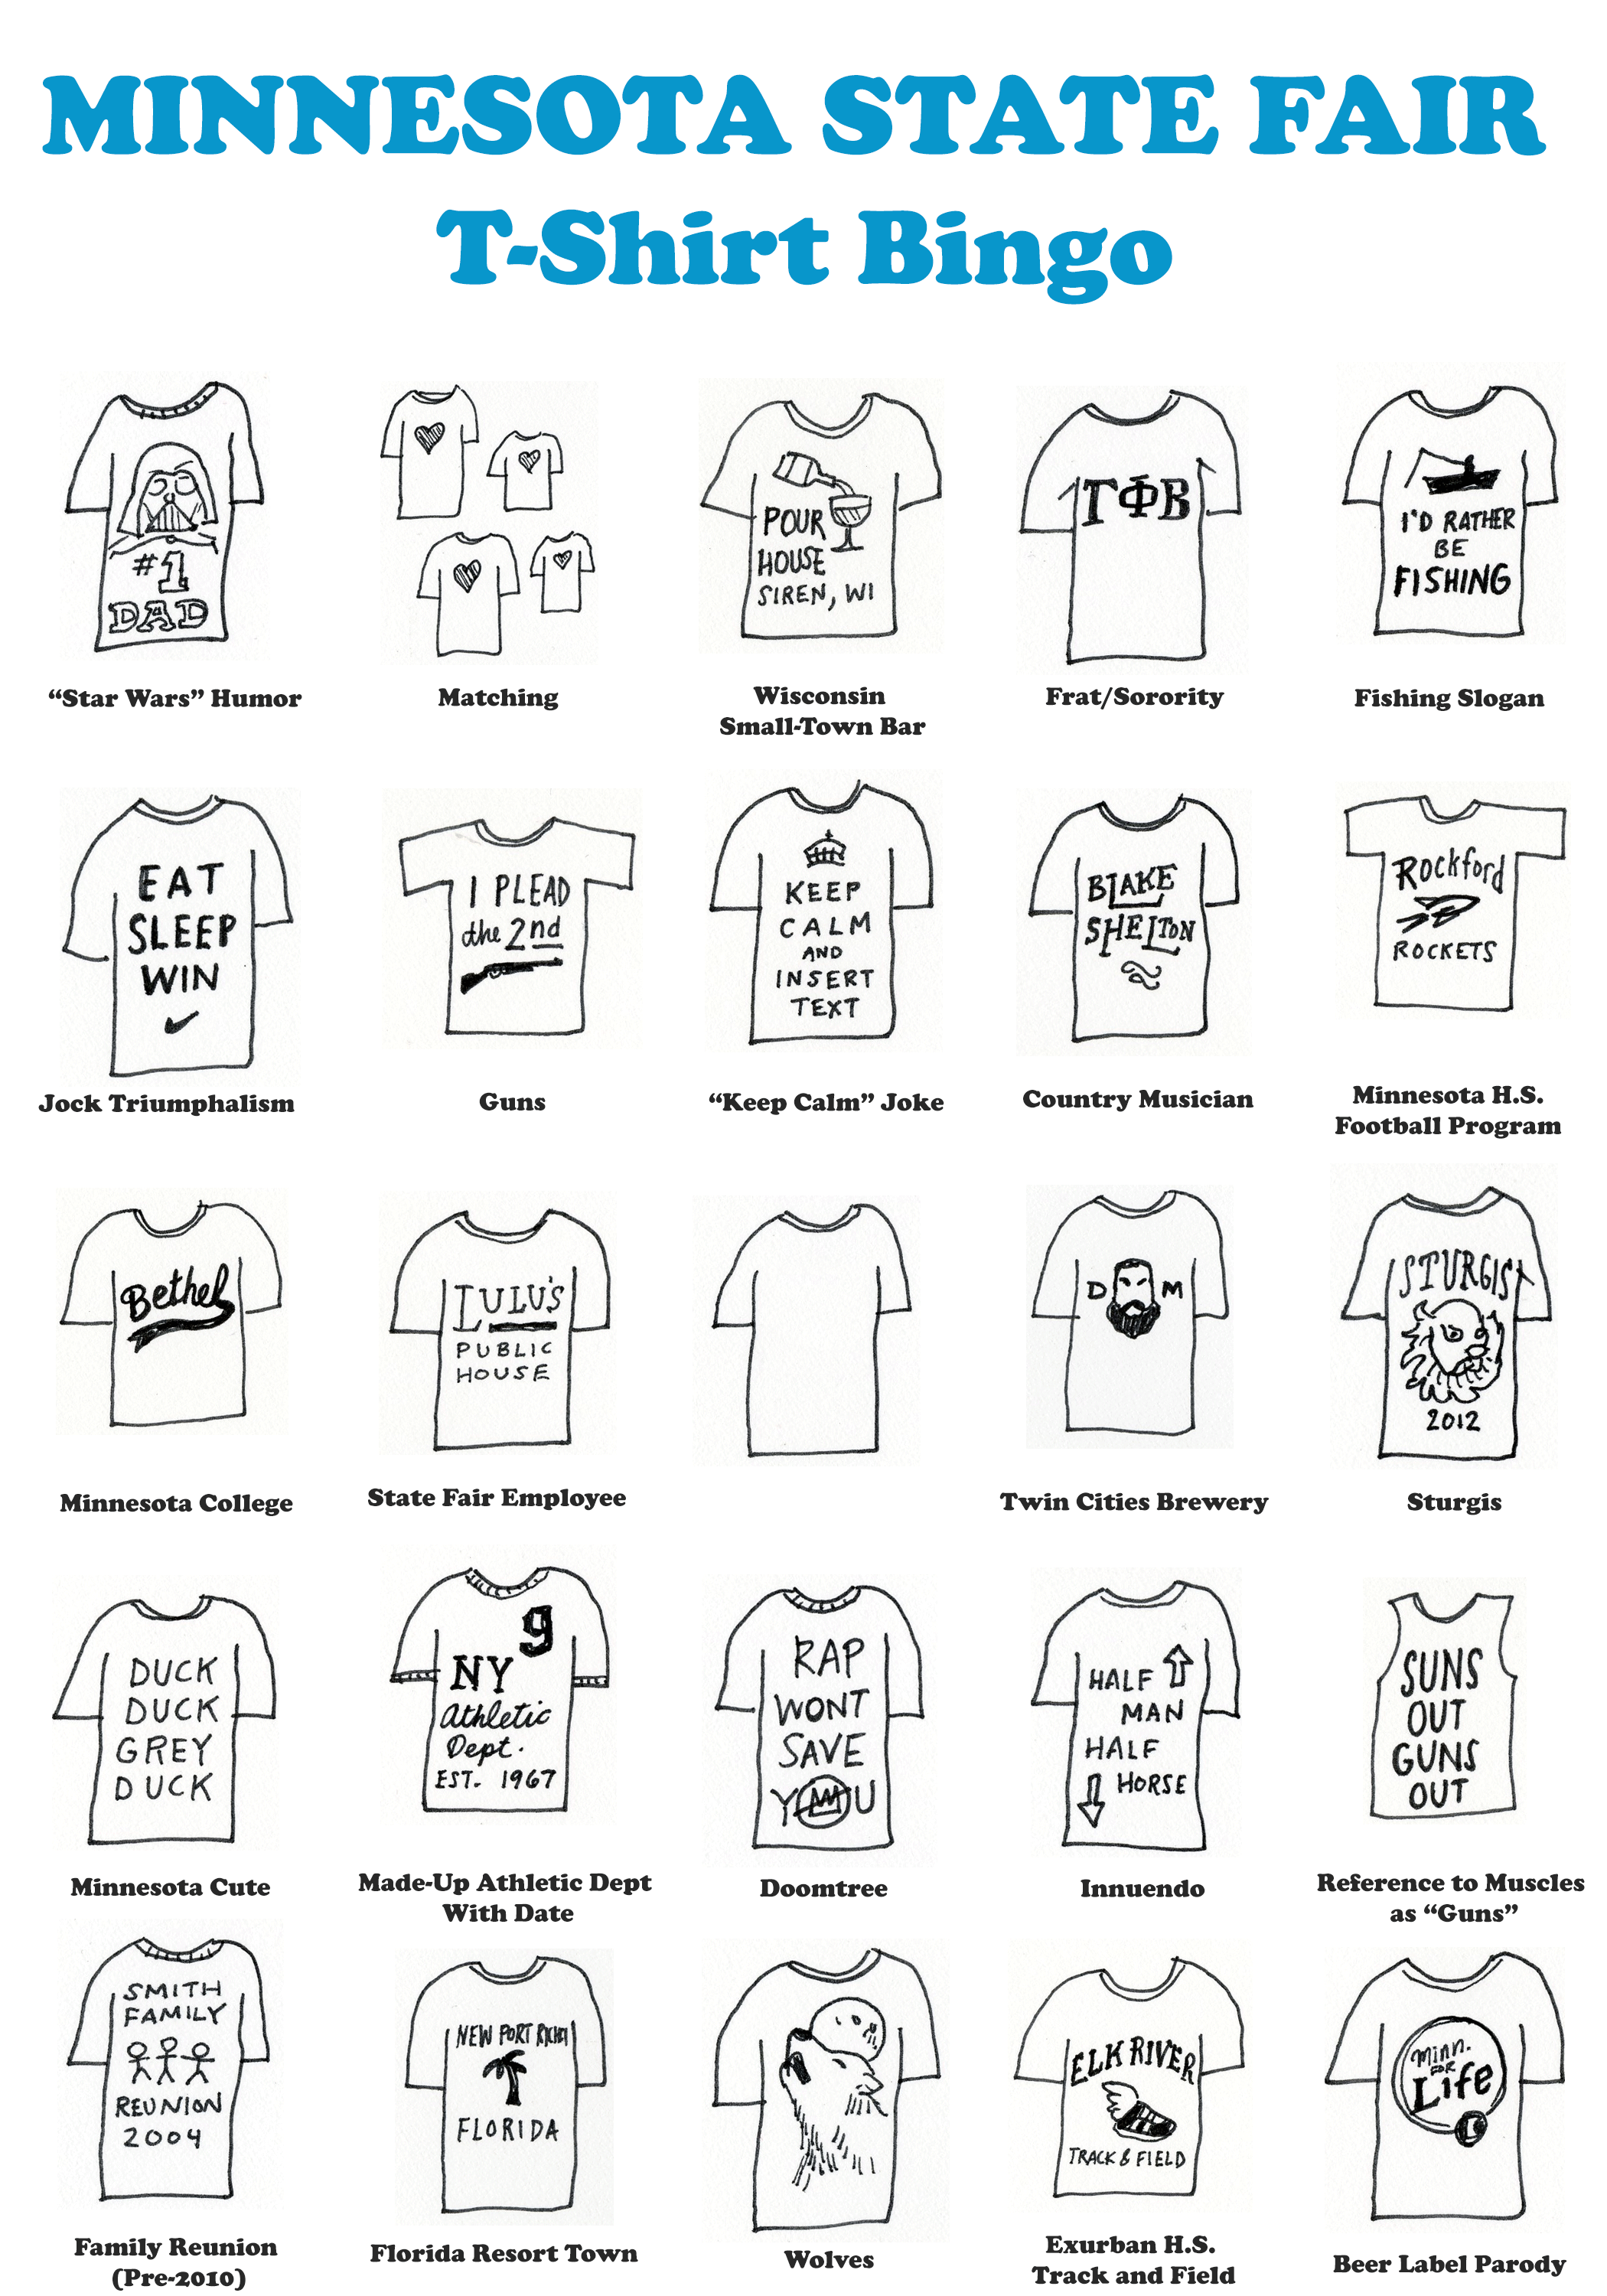 MINNESOTA STATE FAIR
T-Shirt Bingo
#1
DAD
“Star Wars” Humor
Matching
POUR
HOUSE
SIREN, WI
Wisconsin
Small-Town Bar
ΓΦΒ
Frat/Sorority
I'D RATHER
BE
FISHING
Fishing Slogan
EAT
SLEEP
WIN
Jock Triumphalism
I PLEAD
the 2nd
Guns
KEEP
CALM
AND
INSERT
TEXT
“Keep Calm” Joke
BLAKE
SHELTON
Country Musician
Rockford
ROCKETS
Minnesota H.S.
Football Program
Bethel
Minnesota College
LULU'S
PUBLIC
HOUSE
State Fair Employee
D M
Twin Cities Brewery
STURGIS
2012
Sturgis
DUCK
DUCK
GREY
DUCK
Minnesota Cute
9
NY
Athletic
Dept.
EST. 1967
Made-Up Athletic Dept
With Date
RAP
WONT
SAVE
YOU
Doomtree
HALF
MAN
HALF
HORSE
Innuendo
SUNS
OUT
GUNS
OUT
Reference to Muscles
as “Guns”
SMITH
FAMILY
REUNION
2004
Family Reunion
(Pre-2010)
NEW PORT RICHEY
FLORIDA
Florida Resort Town
Wolves
ELK RIVER
TRACK & FIELD
Exurban H.S.
Track and Field
Minn.
FOR
Life
L
Beer Label Parody